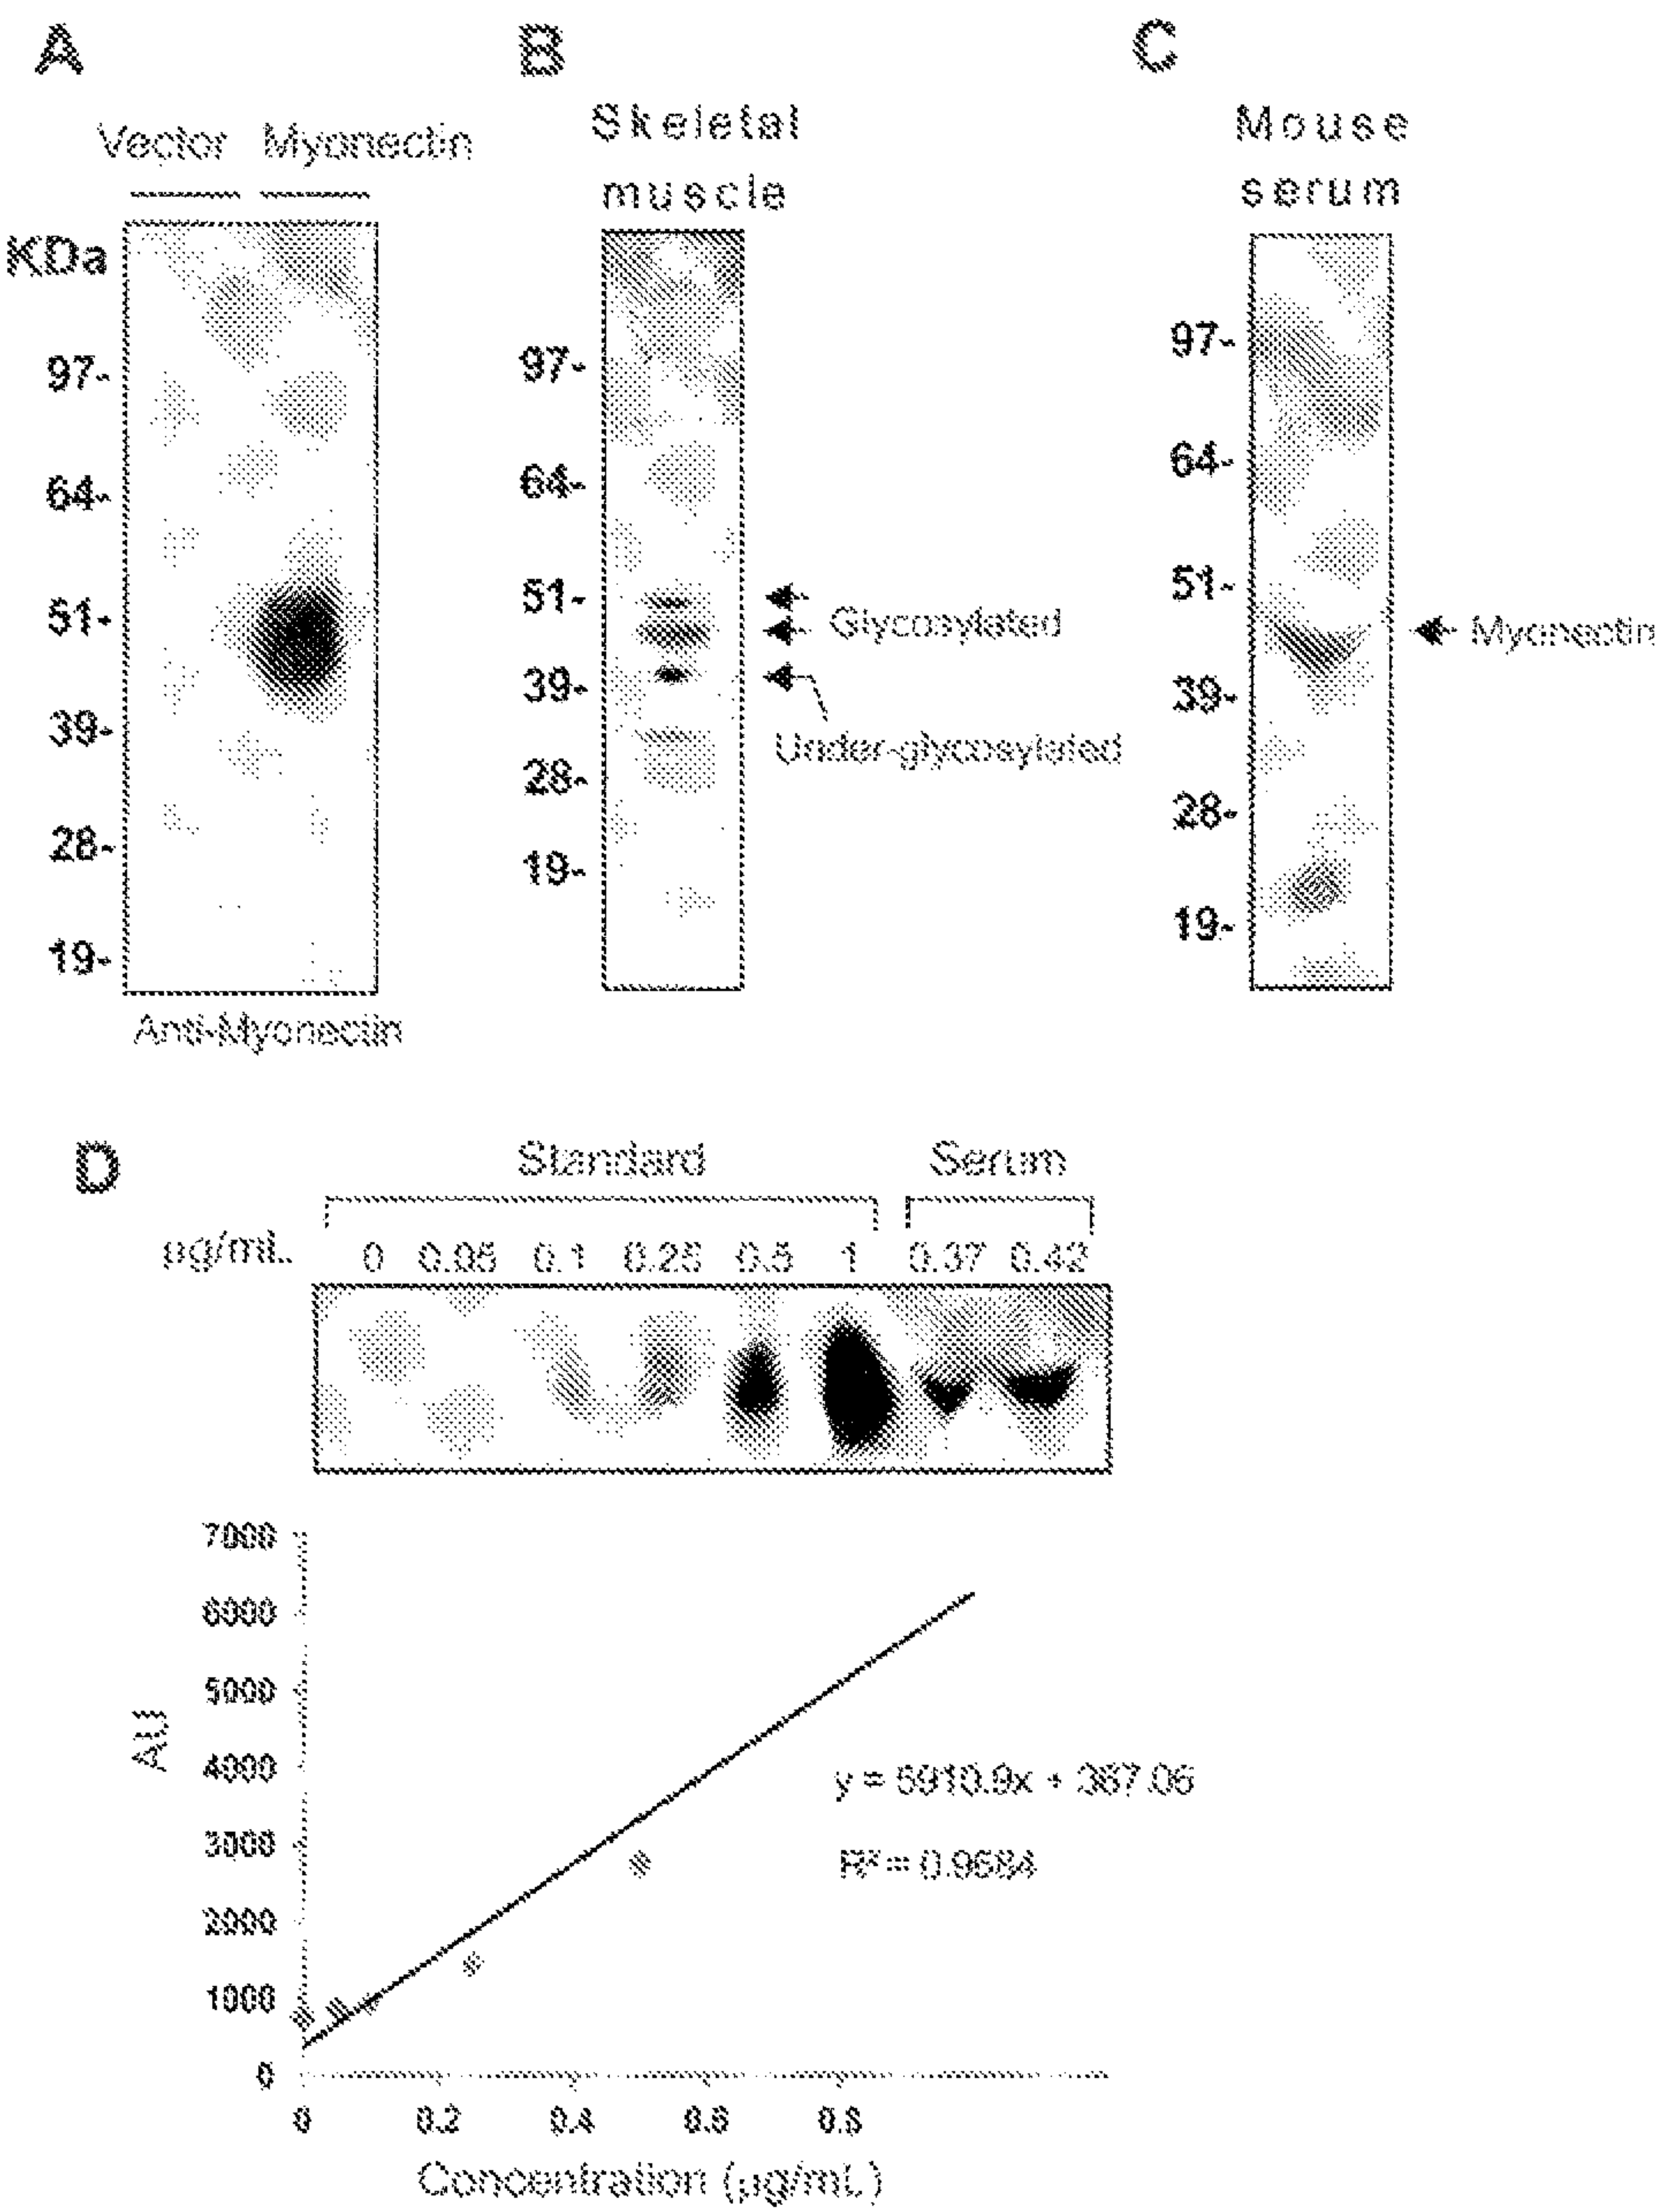 A
Vector Myonectin
KDa
97-
64-
51-
39-
28-
19-
Anti-Myonectin
B
Skeletal
muscle
97-
64-
51-
39-
28-
19-
Glycosylated
Under-glycosylated
C
Mouse
serum
97-
64-
51-
39-
28-
19-
Myonectin
D
Standard Serum
µg/mL 0 0.05 0.1 0.25 0.5 1 0.37 0.42
7000
6000
5000
4000
3000
2000
1000
0
AU
y = 5910.9x + 387.06
R² = 0.9684
0 0.2 0.4 0.6 0.8
Concentration (µg/mL)